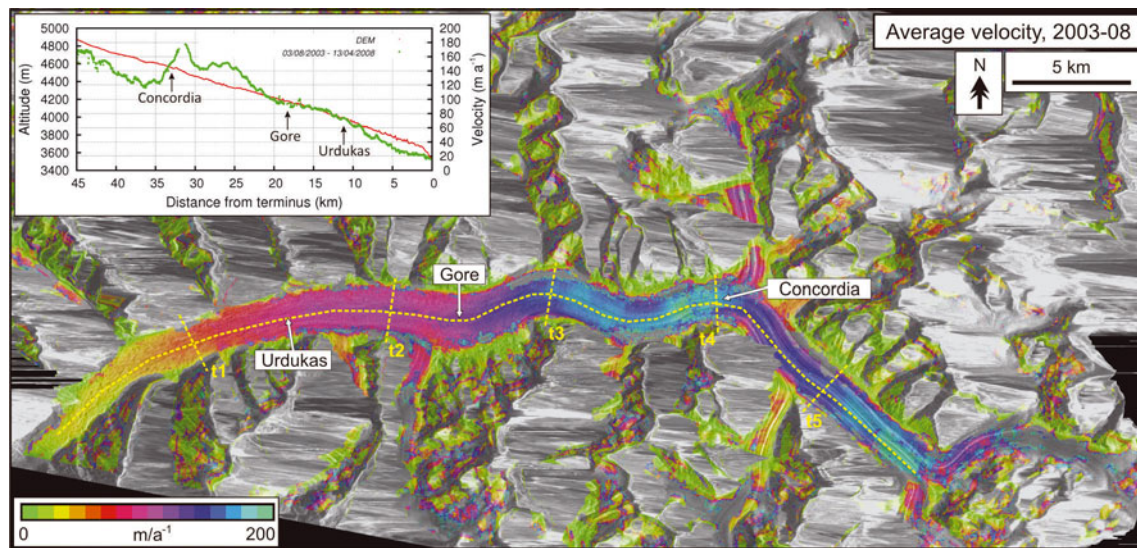 5000
4800
4600
4400
4200
4000
3800
3600
3400
Altitude (m)
DEM
03/08/2003 - 13/04/2008
200
180
160
140
120
100
80
60
40
20
0
Velocity (m a⁻¹)
Concordia
Gore
Urdukas
45 40 35 30 25 20 15 10 5 0
Distance from terminus (km)
Average velocity, 2003-08
N
5 km
Gore
Concordia
Urdukas
t1
t2
t3
t4
t5
0 m/a⁻¹ 200